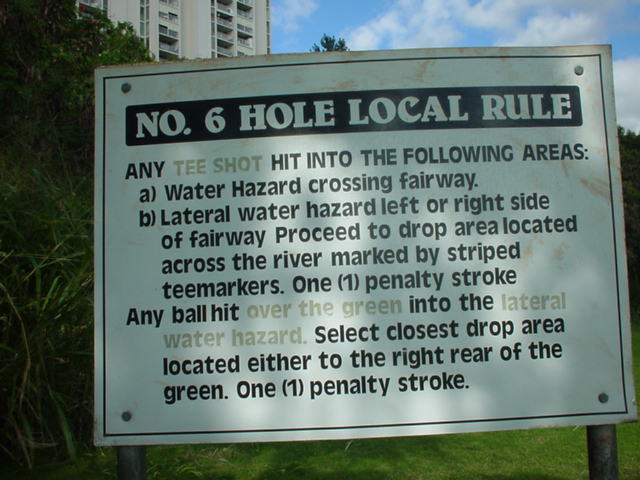 NO. 6 HOLE LOCAL RULE
ANY TEE SHOT HIT INTO THE FOLLOWING AREAS:
a) Water Hazard crossing fairway.
b) Lateral water hazard left or right side
of fairway Proceed to drop area located
across the river marked by striped
teemarkers. One (1) penalty stroke
Any ball hit over the green into the lateral
water hazard. Select closest drop area
located either to the right rear of the
green. One (1) penalty stroke.